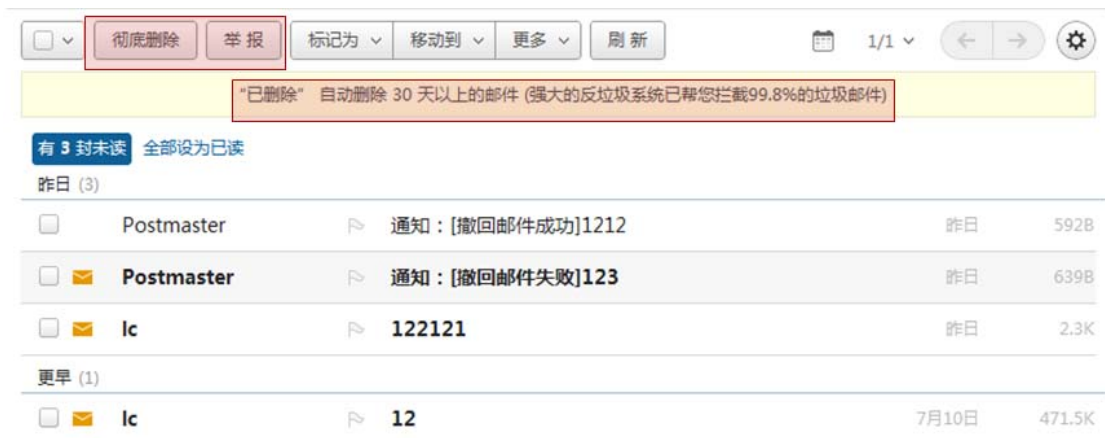 彻底删除 举 报 标记为 移动到 更多 刷 新 1/1
“已删除” 自动删除 30 天以上的邮件 (强大的反垃圾系统已帮您拦截99.8%的垃圾邮件)
有 3 封未读 全部设为已读
昨日 (3)
Postmaster 通知：[撤回邮件成功]1212 昨日 592B
Postmaster 通知：[撤回邮件失败]123 昨日 639B
lc 122121 昨日 2.3K
更早 (1)
lc 12 7月10日 471.5K